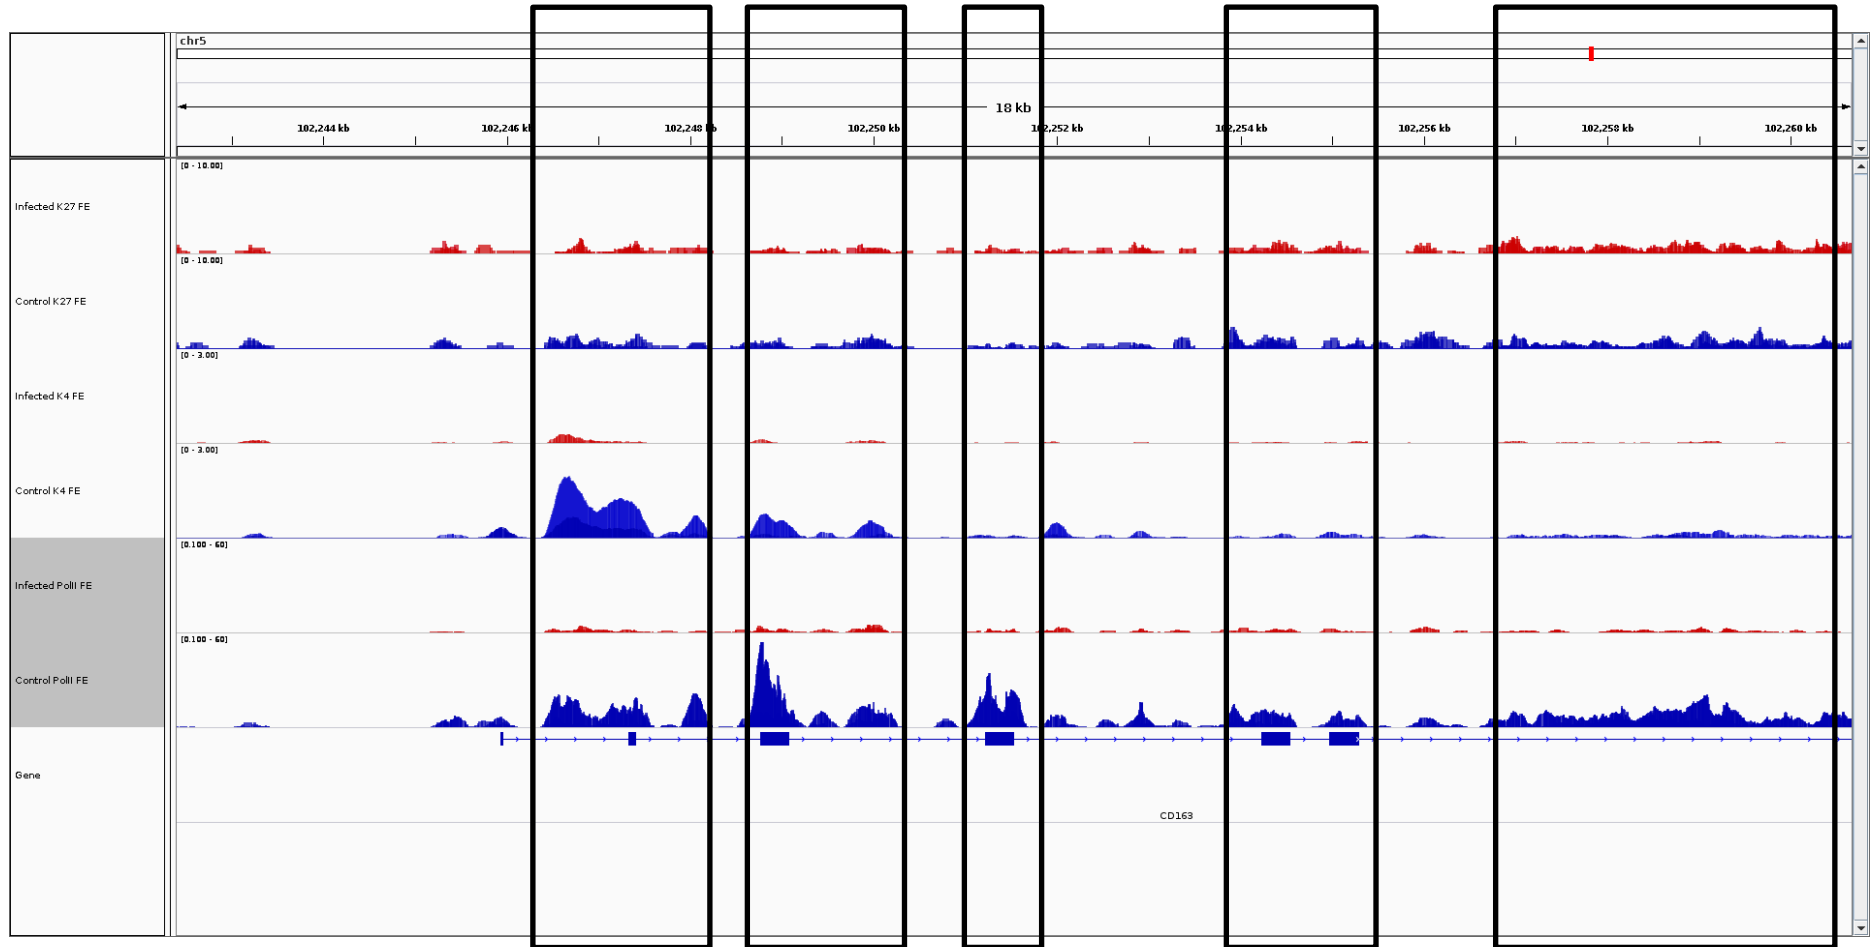 chr5
18 kb
102,244 kb 102,246 kb 102,248 kb 102,250 kb 102,252 kb 102,254 kb 102,256 kb 102,258 kb 102,260 kb
[0 - 10.00]
Infected K27 FE
[0 - 10.00]
Control K27 FE
[0 - 3.00]
Infected K4 FE
[0 - 3.00]
Control K4 FE
[0.100 - 60]
Infected PolII FE
[0.100 - 60]
Control PolII FE
Gene
CD163